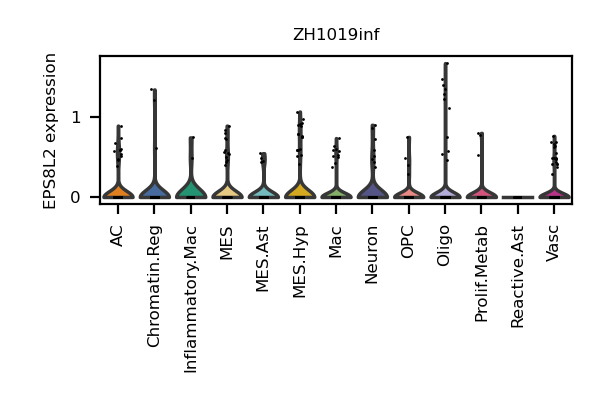 ZH1019inf
EPS8L2 expression
1
0
AC
Chromatin.Reg
Inflammatory.Mac
MES
MES.Ast
MES.Hyp
Mac
Neuron
OPC
Oligo
Prolif.Metab
Reactive.Ast
Vasc